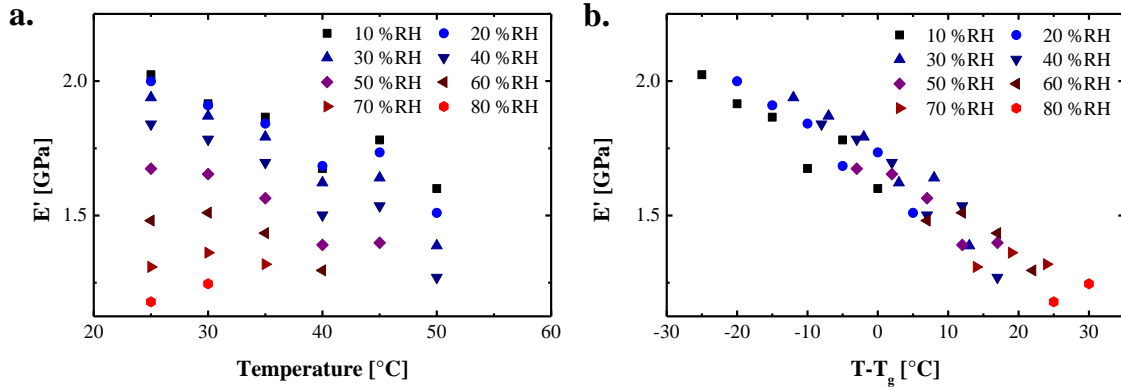 a.
10 %RH 20 %RH
30 %RH 40 %RH
50 %RH 60 %RH
70 %RH 80 %RH
2.0
1.5
E' [GPa]
20 30 40 50 60
Temperature [°C]
b.
10 %RH 20 %RH
30 %RH 40 %RH
50 %RH 60 %RH
70 %RH 80 %RH
2.0
1.5
E' [GPa]
-30 -20 -10 0 10 20 30
T-Tg [°C]